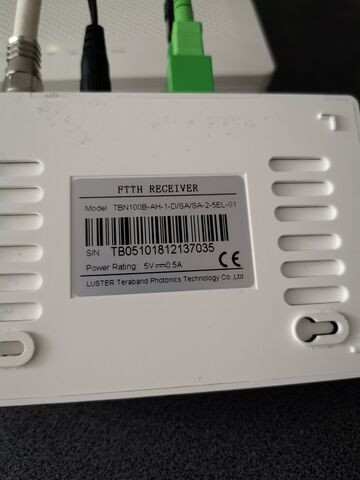 FTTH RECEIVER
Model: TBN100B-AH-1-D/SA/SA-2-5EL-01
S/N: TB05101812137035
Power Rating: 5V⎓0.5A CE
LUSTER Teraband Photonics Technology Co.,Ltd